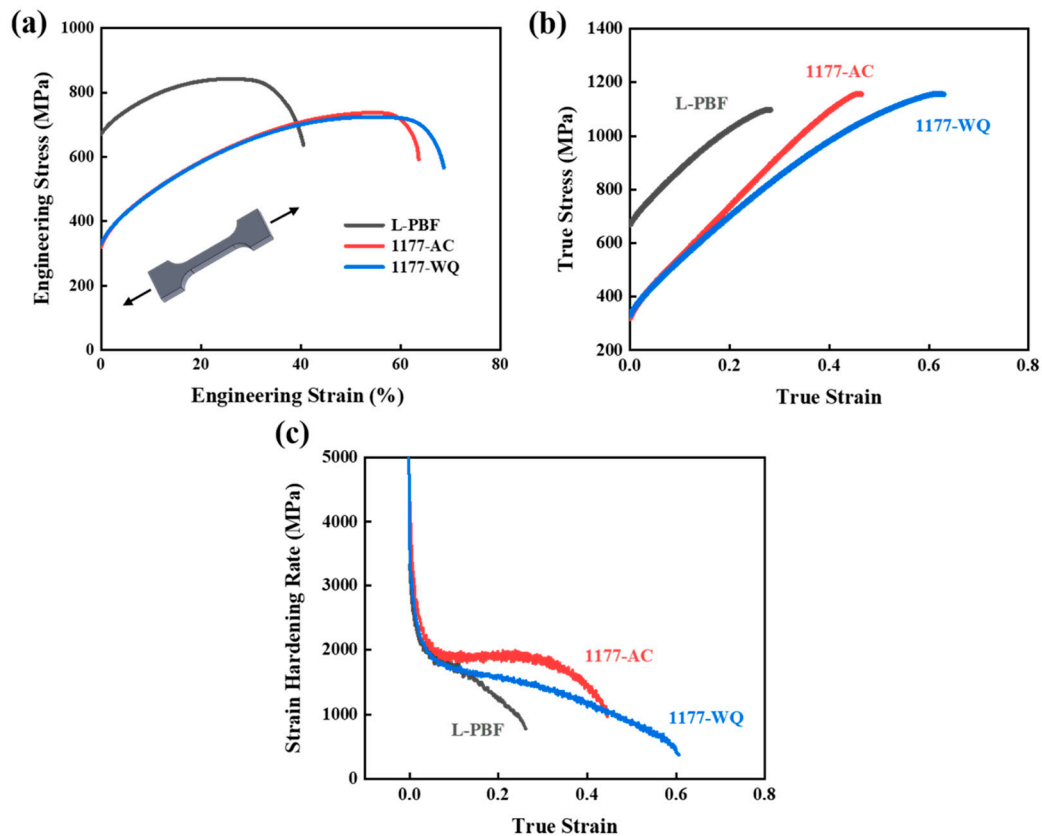 (a)
1000
800
600
400
200
0
Engineering Stress (MPa)
L-PBF
1177-AC
1177-WQ
0 20 40 60 80
Engineering Strain (%)
(b)
1400
1200
1000
800
600
400
200
True Stress (MPa)
1177-AC
L-PBF
1177-WQ
0.0 0.2 0.4 0.6 0.8
True Strain
(c)
5000
4000
3000
2000
1000
0
Strain Hardening Rate (MPa)
1177-AC
1177-WQ
L-PBF
0.0 0.2 0.4 0.6 0.8
True Strain